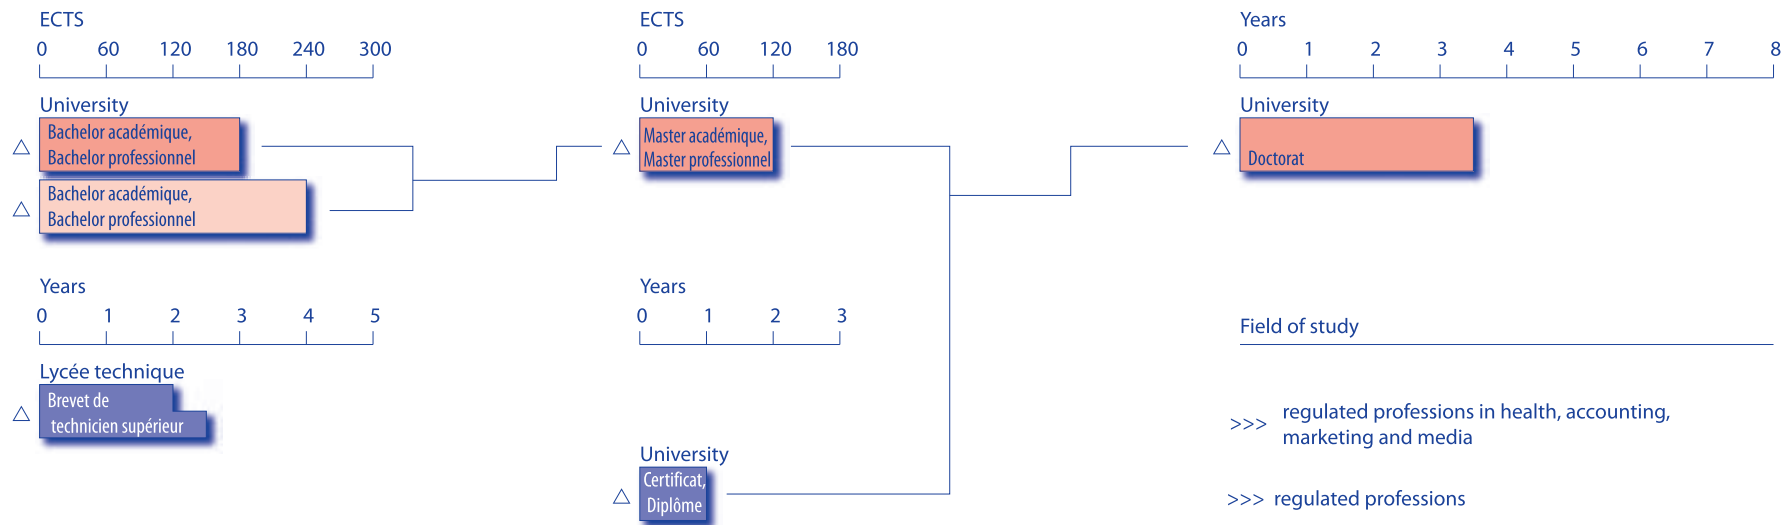 ECTS
0 60 120 180 240 300
University
Bachelor académique,
Bachelor professionnel
Bachelor académique,
Bachelor professionnel
Years
0 1 2 3 4 5
Lycée technique
Brevet de
technicien supérieur
ECTS
0 60 120 180
University
Master académique,
Master professionnel
Years
0 1 2 3
University
Certificat,
Diplôme
Years
0 1 2 3 4 5 6 7 8
University
Doctorat
Field of study
>>> regulated professions in health, accounting,
marketing and media
>>> regulated professions